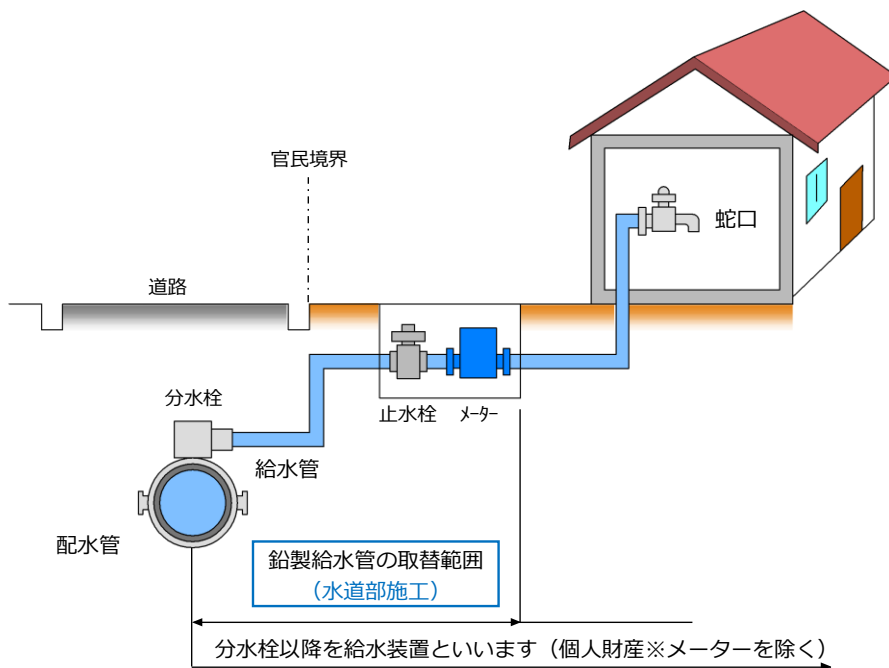 官民境界
蛇口
道路
分水栓
止水栓
ﾒｰﾀｰ
給水管
配水管
鉛製給水管の取替範囲
（水道部施工）
分水栓以降を給水装置といいます（個人財産※メーターを除く）